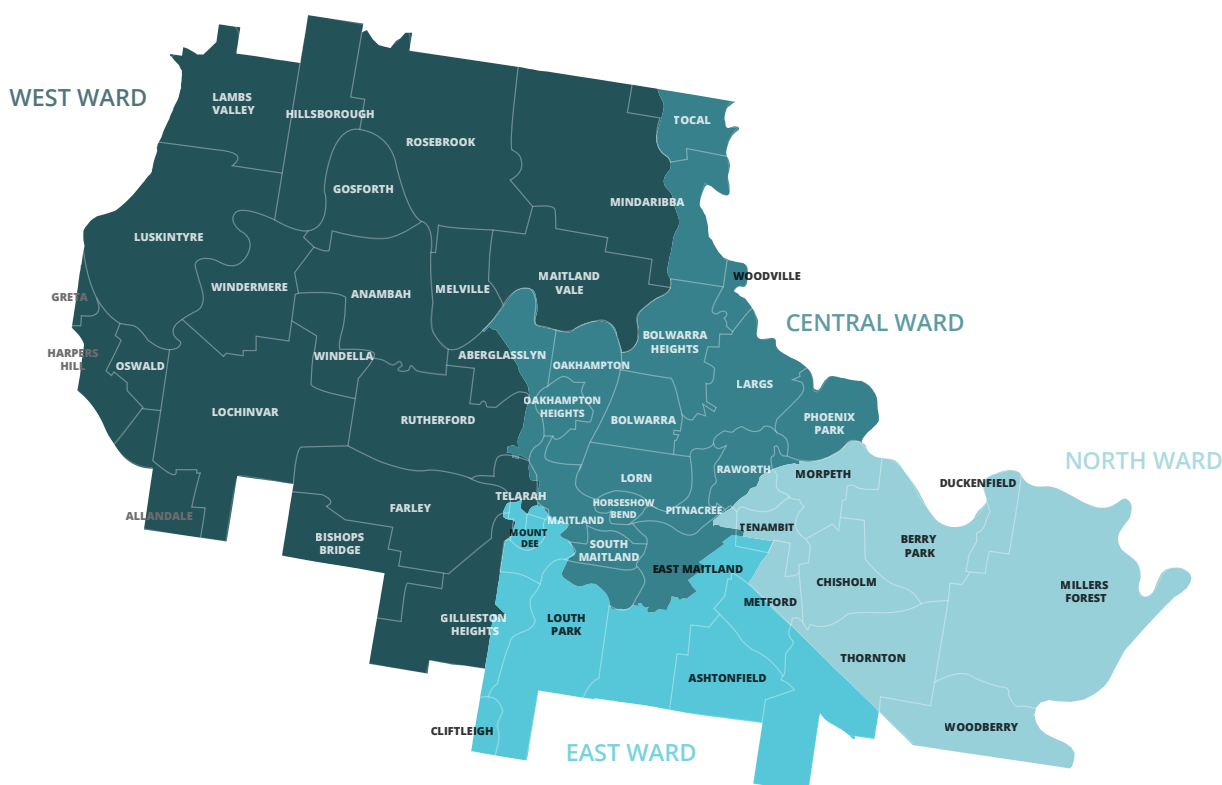 WEST WARD
LAMBS
VALLEY
HILLSBOROUGH
ROSEBROOK
TOCAL
GOSFORTH
MINDARIBBA
LUSKINTYRE
WINDERMERE
ANAMBAH
MELVILLE
MAITLAND
VALE
WOODVILLE
GRETA
CENTRAL WARD
HARPERS
HILL
OSWALD
WINDELLA
ABERGLASSLYN
OAKHAMPTON
BOLWARRA
HEIGHTS
LARGS
LOCHINVAR
RUTHERFORD
OAKHAMPTON
HEIGHTS
BOLWARRA
PHOENIX
PARK
NORTH WARD
LORN
RAWORTH
MORPETH
DUCKENFIELD
TELARAH
HORSESHOE
BEND
PITNACREE
ALLANDALE
FARLEY
MAITLAND
TENAMBIT
BISHOPS
BRIDGE
MOUNT
DEE
SOUTH
MAITLAND
BERRY
PARK
EAST MAITLAND
CHISHOLM
MILLERS
FOREST
METFORD
GILLIESTON
HEIGHTS
LOUTH
PARK
THORNTON
ASHTONFIELD
CLIFTLEIGH
WOODBERRY
EAST WARD